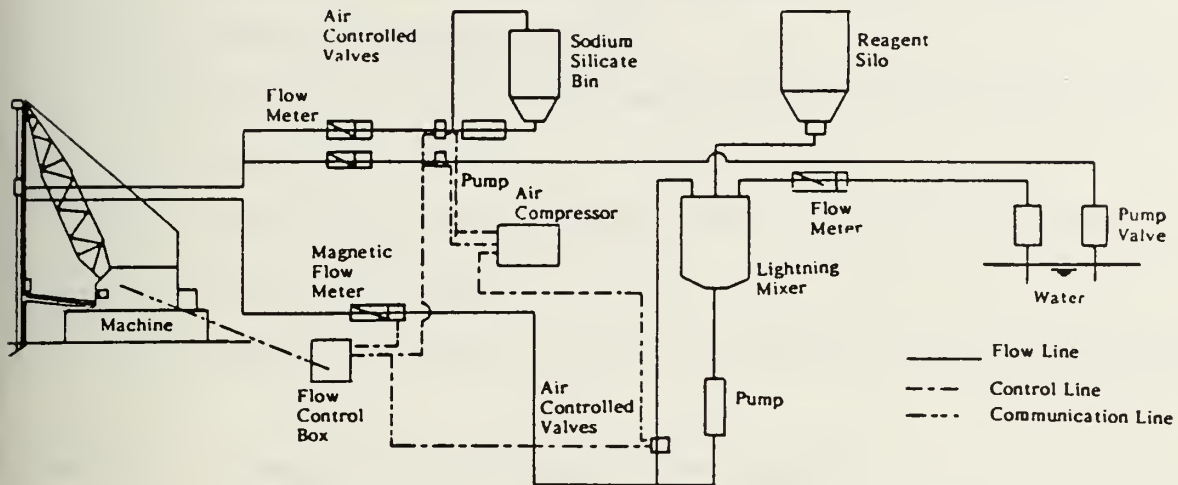 Air
Controlled
Valves
Sodium
Silicate
Bin
Reagent
Silo
Flow
Meter
Pump
Air
Compressor
Flow
Meter
Pump
Valve
Magnetic
Flow
Meter
Lightning
Mixer
Water
Machine
Flow
Control
Box
Air
Controlled
Valves
Pump
Flow Line
Control Line
Communication Line